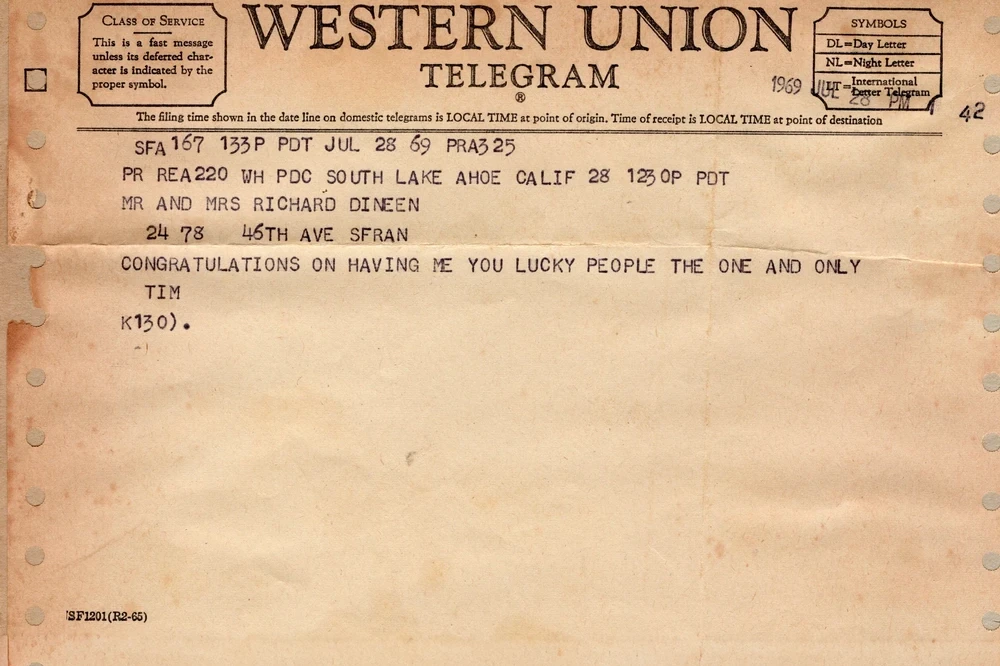 CLASS OF SERVICE
This is a fast message
unless its deferred char-
acter is indicated by the
proper symbol.
WESTERN UNION
TELEGRAM
®
SYMBOLS
DL=Day Letter
NL=Night Letter
LT=International
Letter Telegram
1969 JUL 28 PM 1 42
The filing time shown in the date line on domestic telegrams is LOCAL TIME at point of origin. Time of receipt is LOCAL TIME at point of destination
SFA 167 133P PDT JUL 28 69 PRA325
PR REA220 WH PDC SOUTH LAKE AHOE CALIF 28 1230P PDT
MR AND MRS RICHARD DINEEN
24 78 46TH AVE SFRAN
CONGRATULATIONS ON HAVING ME YOU LUCKY PEOPLE THE ONE AND ONLY
TIM
K130).
SF1201(R2-65)